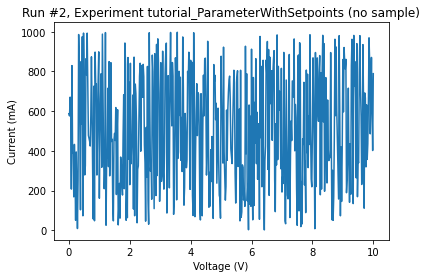 Run #2, Experiment tutorial_ParameterWithSetpoints (no sample)
1000
800
600
400
200
0
Current (mA)
0 2 4 6 8 10
Voltage (V)